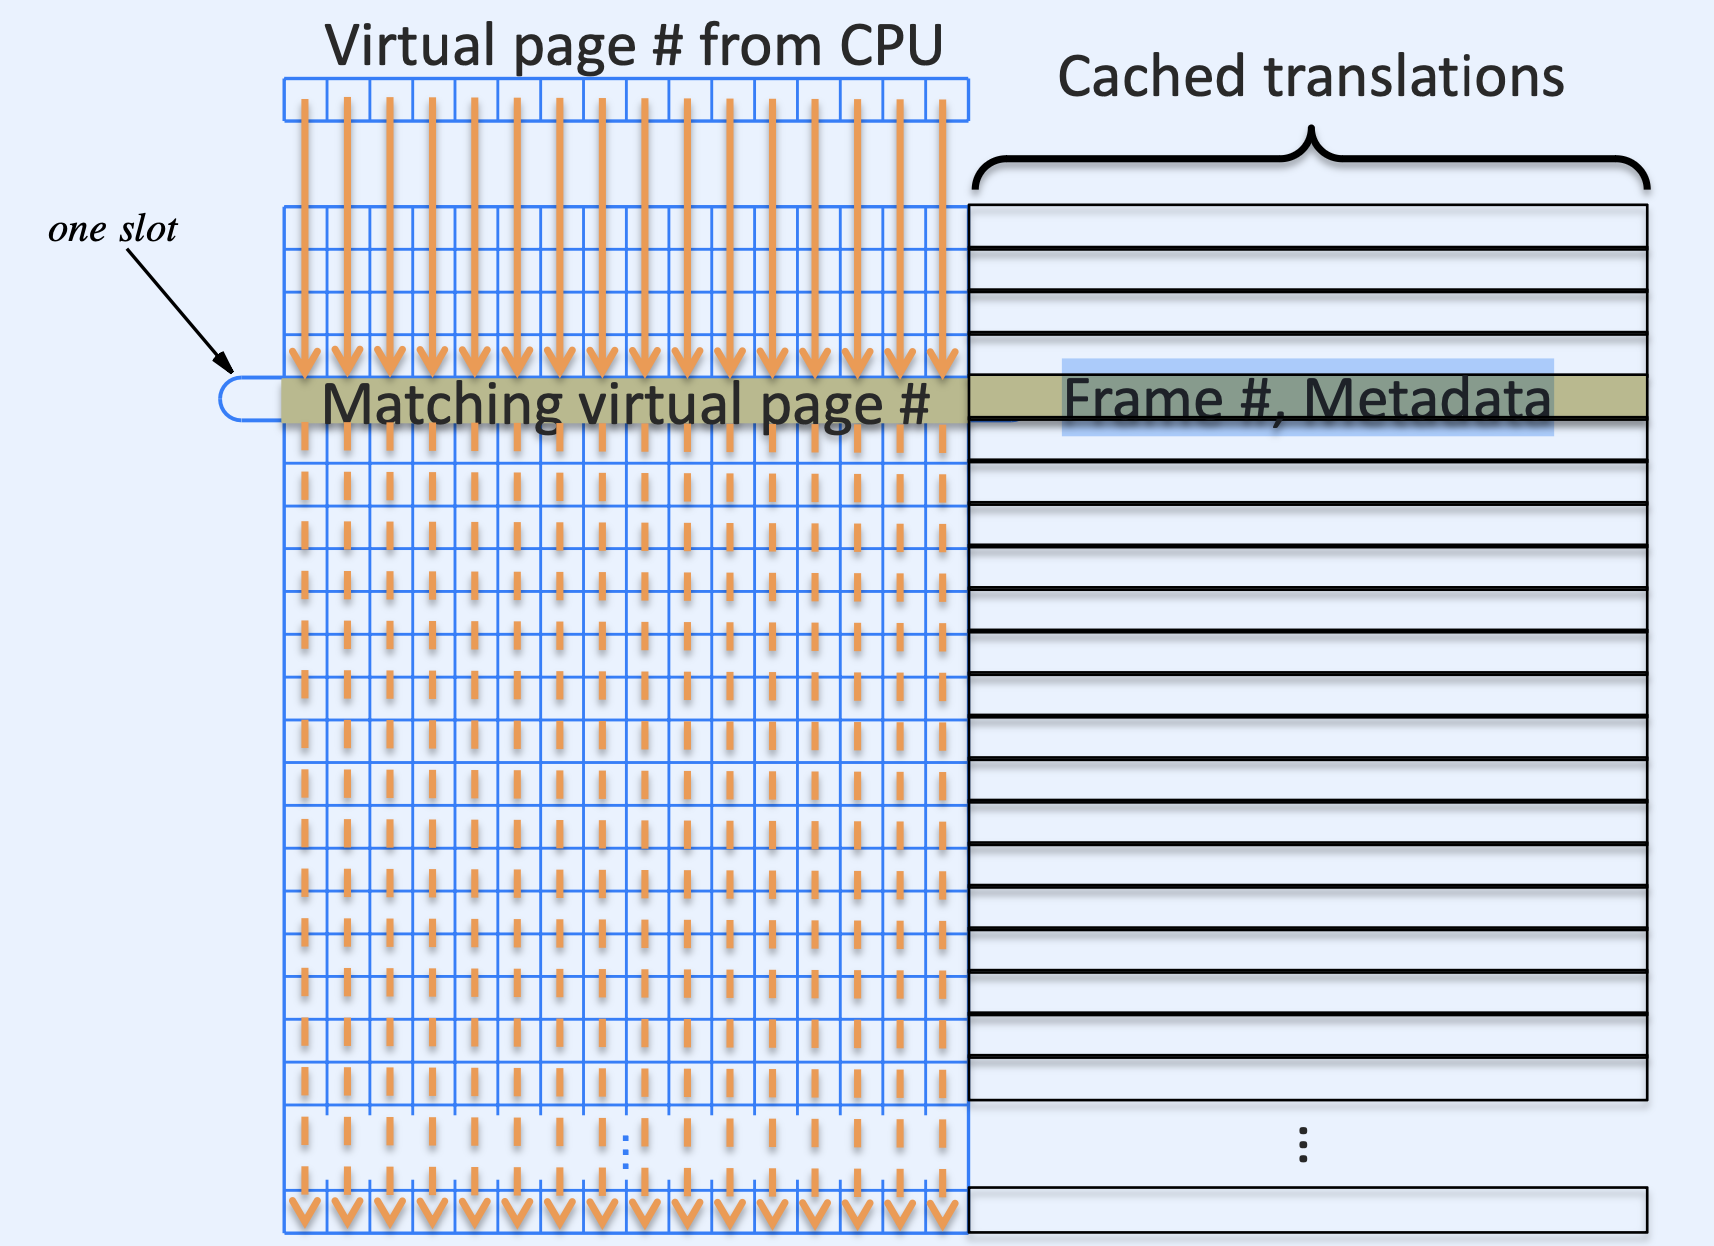 Virtual page # from CPU
Cached translations
one slot
Matching virtual page #
Frame #, Metadata